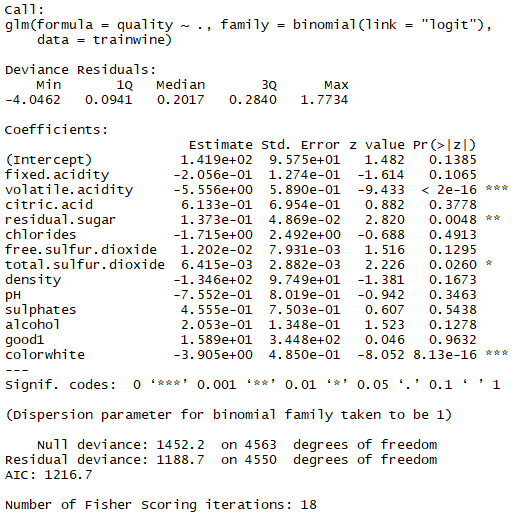 Call:
glm(formula = quality ~ ., family = binomial(link = "logit"),
    data = trainwine)

Deviance Residuals:
    Min       1Q   Median       3Q      Max
-4.0462   0.0941   0.2017   0.2840   1.7734

Coefficients:
                       Estimate Std. Error z value Pr(>|z|)
(Intercept)           1.419e+02  9.575e+01   1.482   0.1385
fixed.acidity        -2.056e-01  1.274e-01  -1.614   0.1065
volatile.acidity     -5.556e+00  5.890e-01  -9.433  < 2e-16 ***
citric.acid           6.133e-01  6.954e-01   0.882   0.3778
residual.sugar        1.373e-01  4.869e-02   2.820   0.0048 **
chlorides            -1.715e+00  2.492e+00  -0.688   0.4913
free.sulfur.dioxide   1.202e-02  7.931e-03   1.516   0.1295
total.sulfur.dioxide  6.415e-03  2.882e-03   2.226   0.0260 *
density              -1.346e+02  9.749e+01  -1.381   0.1673
pH                   -7.552e-01  8.019e-01  -0.942   0.3463
sulphates             4.555e-01  7.503e-01   0.607   0.5438
alcohol               2.053e-01  1.348e-01   1.523   0.1278
good1                 1.589e+01  3.448e+02   0.046   0.9632
colorwhite           -3.905e+00  4.850e-01  -8.052 8.13e-16 ***
---
Signif. codes:  0 ‘***’ 0.001 ‘**’ 0.01 ‘*’ 0.05 ‘.’ 0.1 ‘ ’ 1

(Dispersion parameter for binomial family taken to be 1)

    Null deviance: 1452.2  on 4563  degrees of freedom
Residual deviance: 1188.7  on 4550  degrees of freedom
AIC: 1216.7

Number of Fisher Scoring iterations: 18